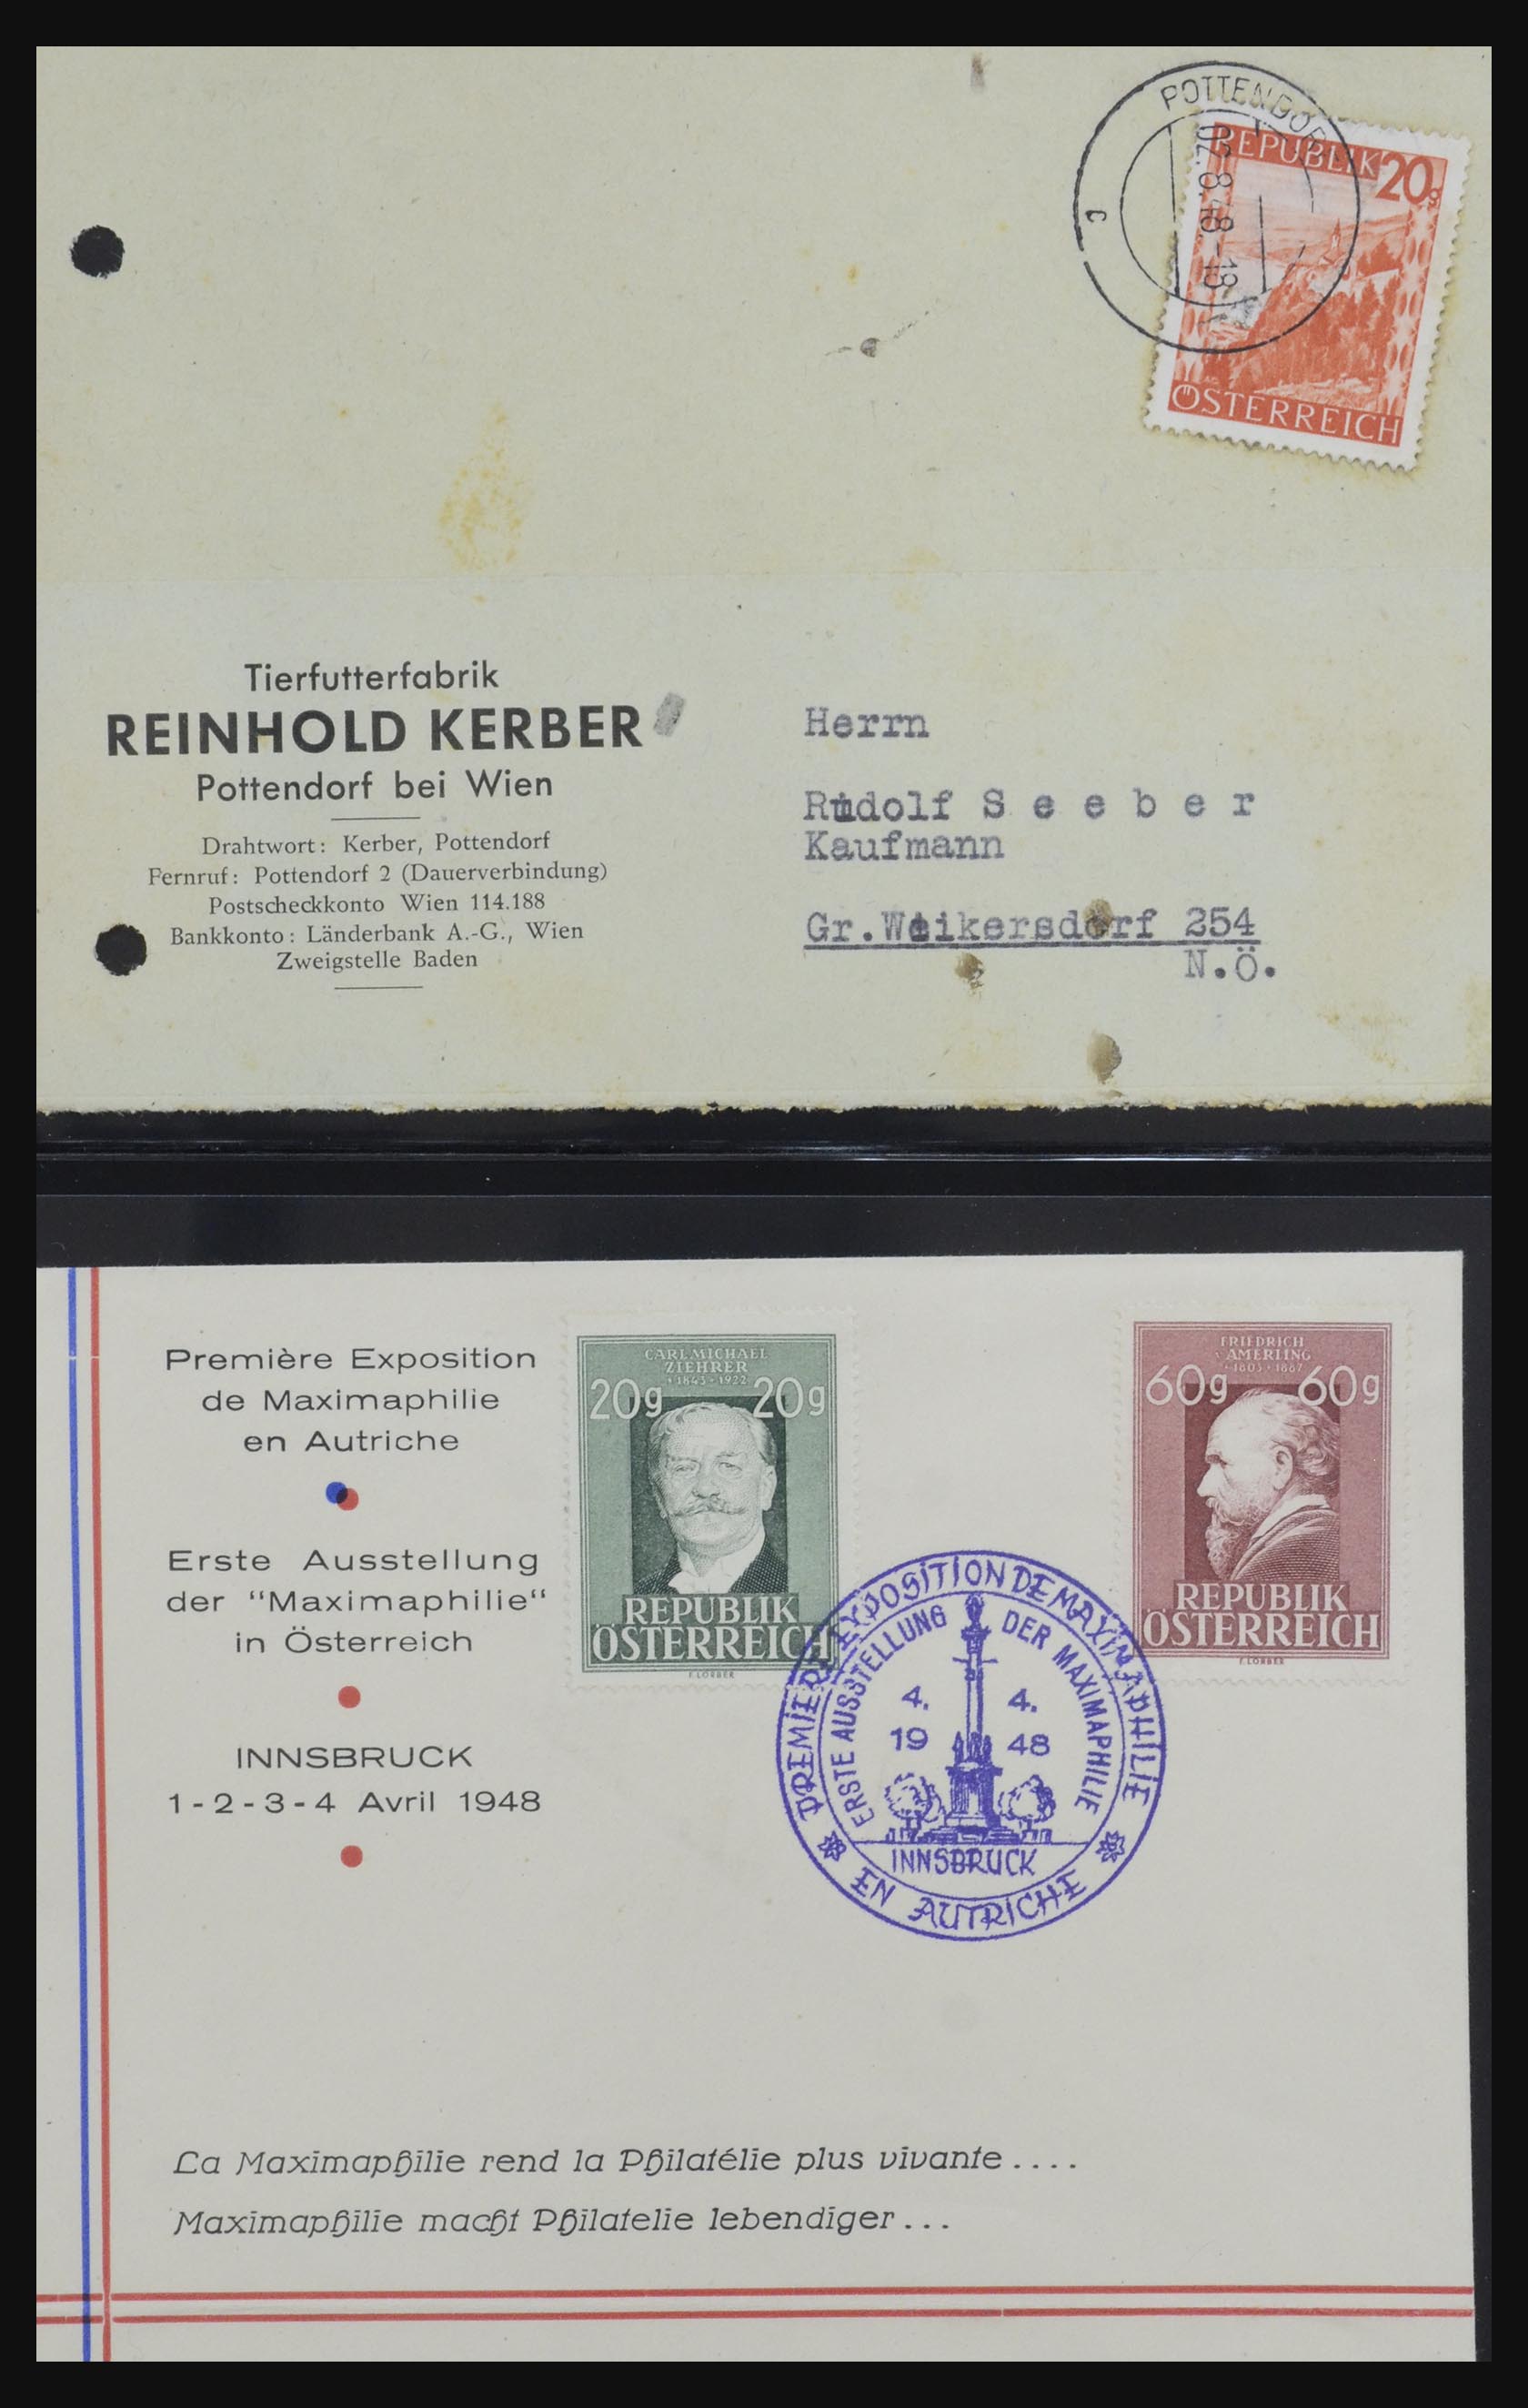 POTTENDORF
REPUBLIK 20g
ÖSTERREICH
Tierfutterfabrik
REINHOLD KERBER
Pottendorf bei Wien
Drahtwort: Kerber, Pottendorf
Fernruf: Pottendorf 2 (Dauerverbindung)
Postscheckkonto Wien 114.188
Bankkonto: Länderbank A.-G., Wien
Zweigstelle Baden
Herrn
Rudolf Seeber
Kaufmann
Gr.Weikersdorf 254
N.Ö.
Première Exposition
de Maximaphilie
en Autriche
Erste Ausstellung
der "Maximaphilie"
in Österreich
INNSBRUCK
1-2-3-4 Avril 1948
CARL MICHAEL
ZIEHRER
1843 · 1922
20g 20g
REPUBLIK
ÖSTERREICH
F. LORBER
FRIEDRICH
v AMERLING
1803 · 1887
60g 60g
REPUBLIK
ÖSTERREICH
F. LORBER
PREMIERE EXPOSITION DE MAXIMAPHILIE
ERSTE AUSSTELLUNG DER MAXIMAPHILIE
4. 4.
19 48
INNSBRUCK
EN AUTRICHE
La Maximaphilie rend la Philatélie plus vivante....
Maximaphilie macht Philatelie lebendiger...